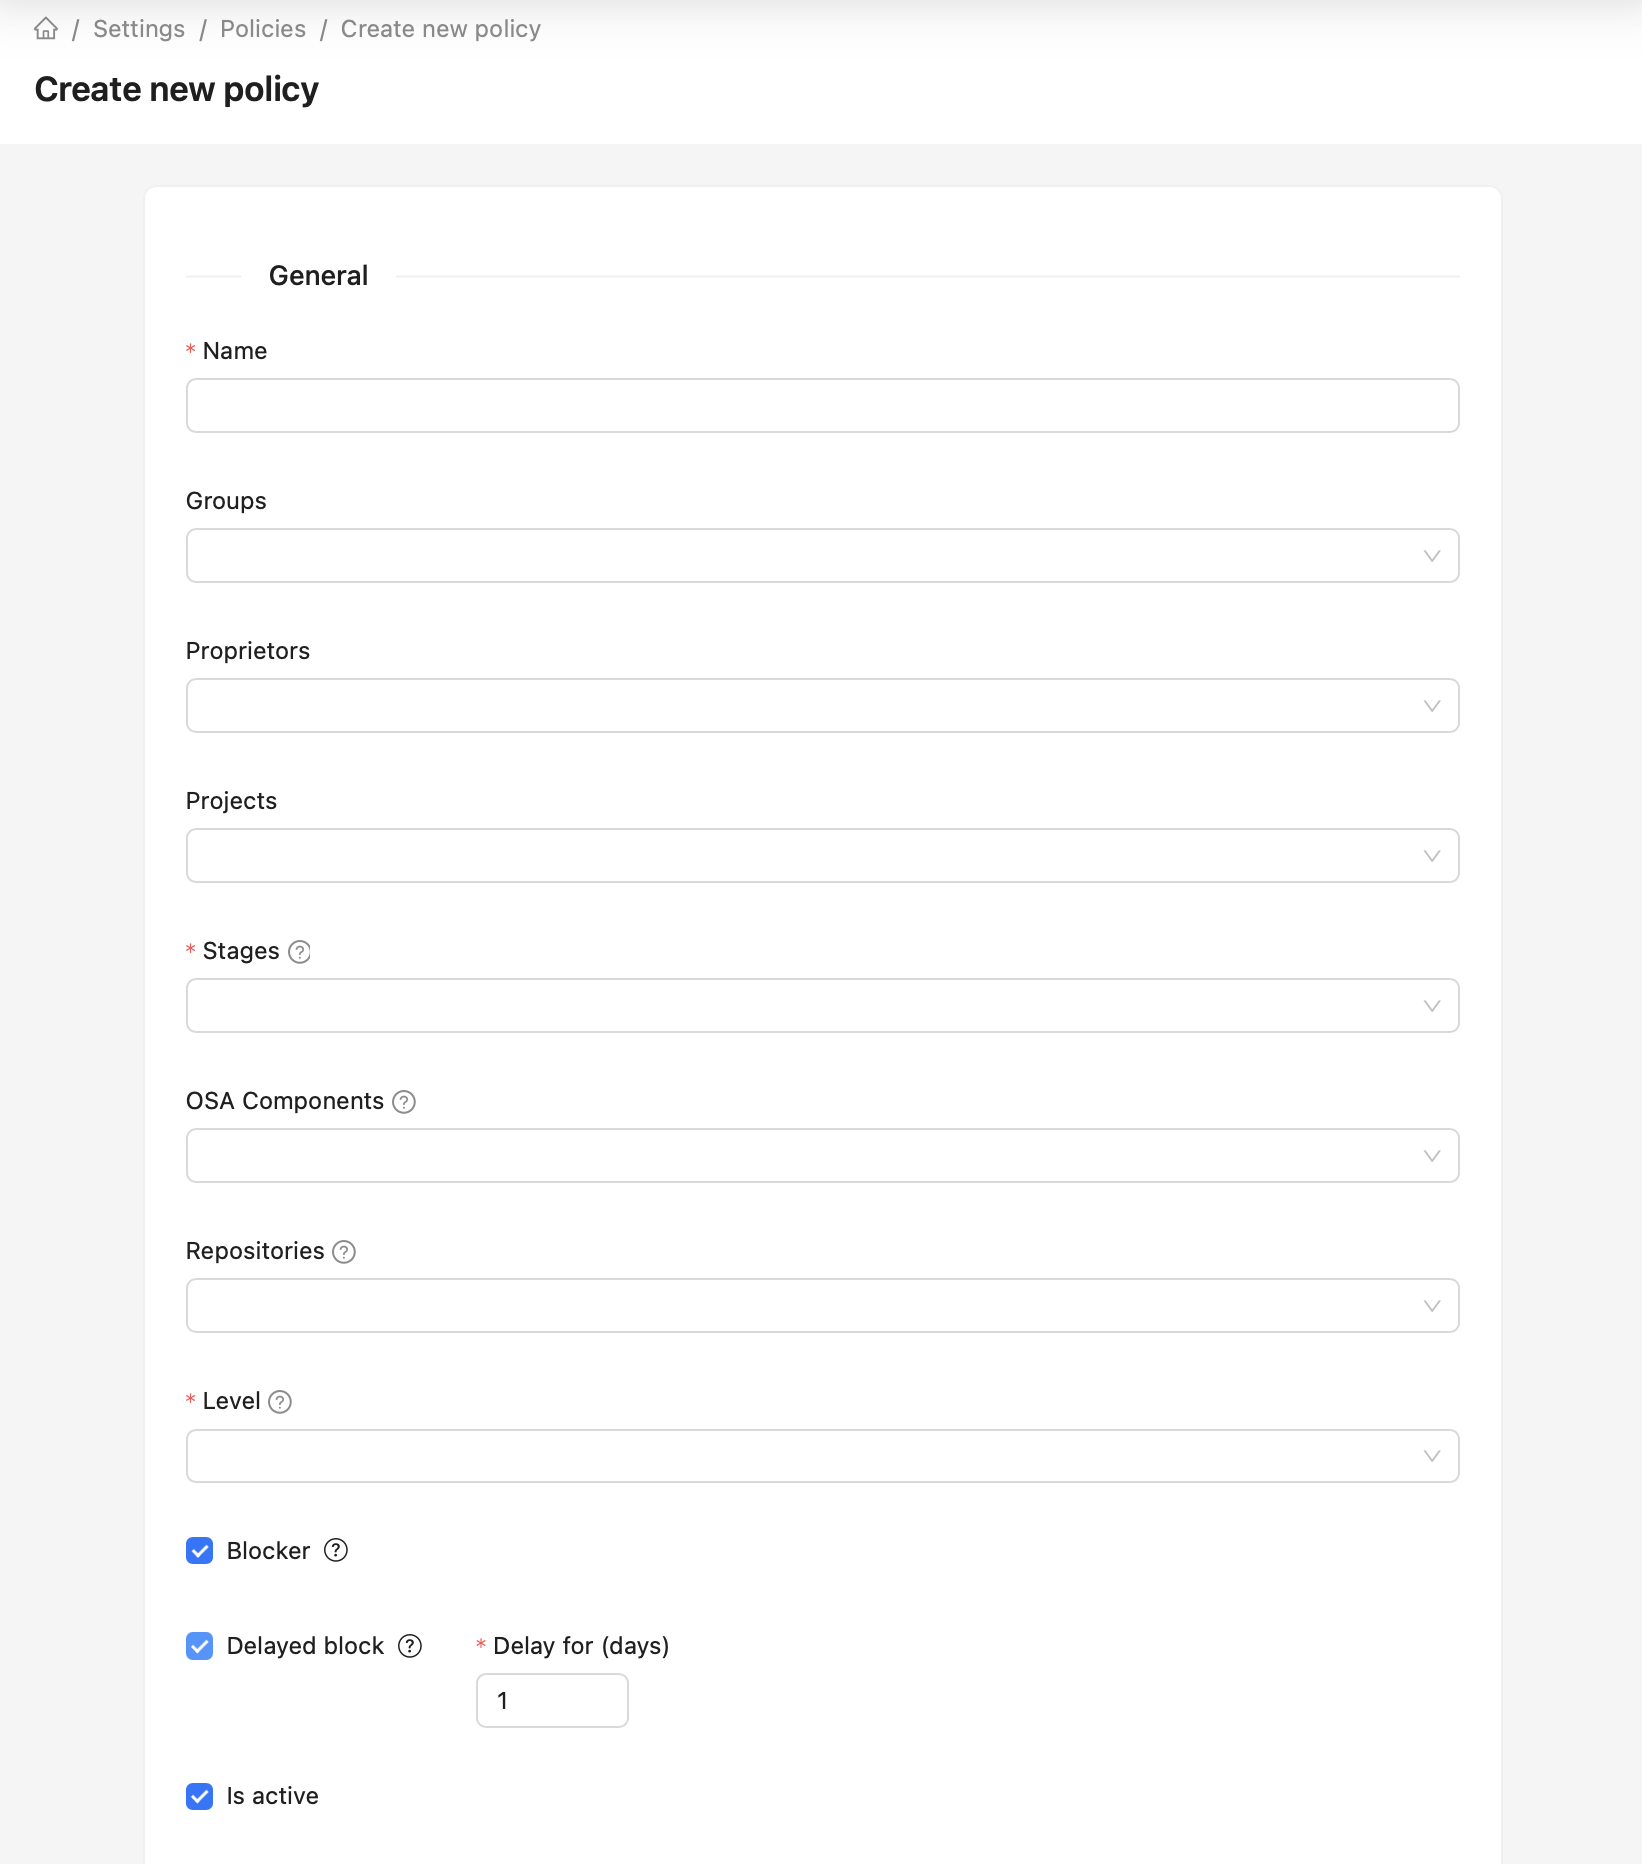 / Settings / Policies / Create new policy
Create new policy
General
* Name
Groups
Proprietors
Projects
* Stages ?
OSA Components ?
Repositories ?
* Level ?
Blocker ?
Delayed block ? * Delay for (days)
1
Is active